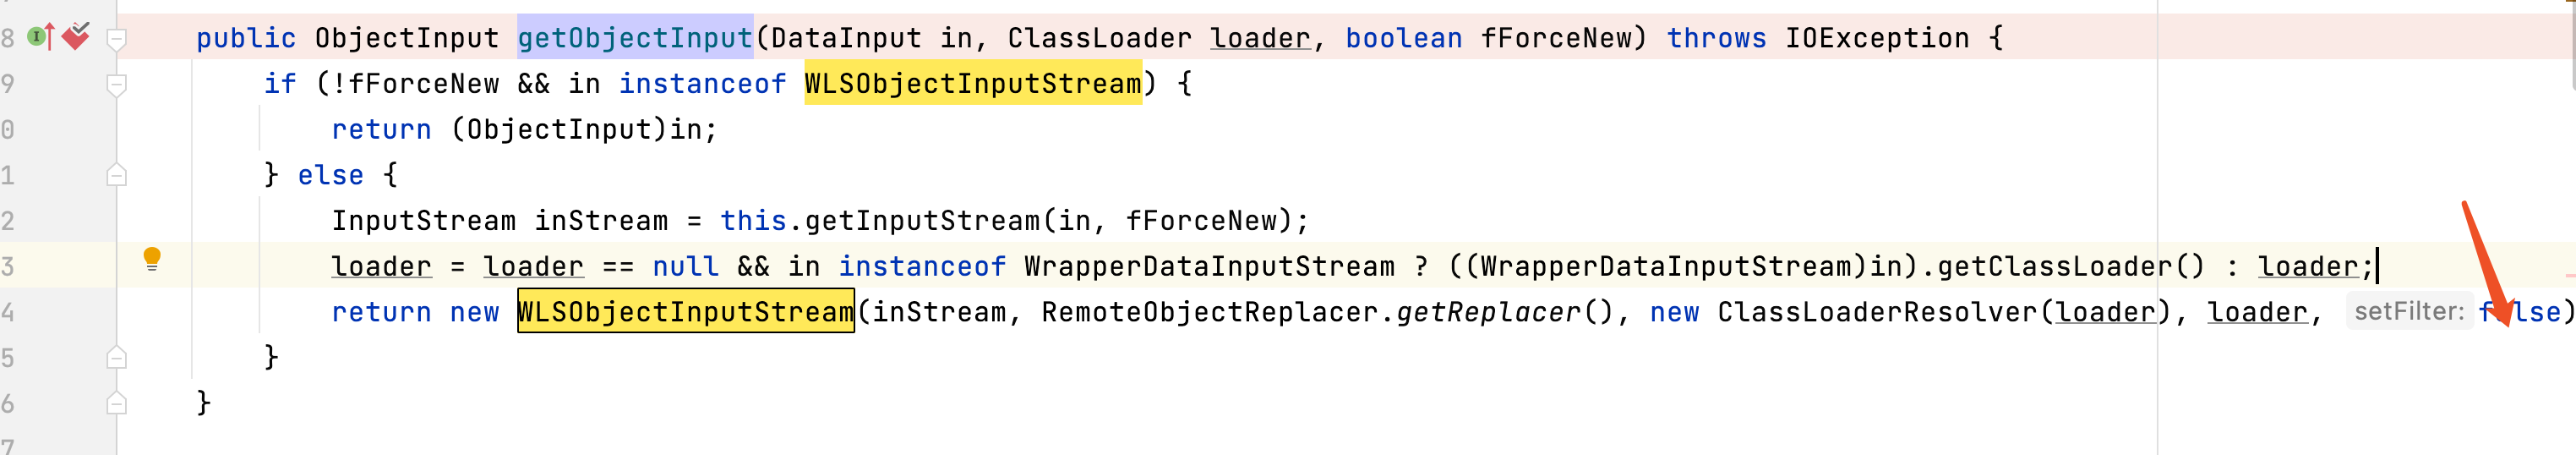 8 public ObjectInput getObjectInput(DataInput in, ClassLoader loader, boolean fForceNew) throws IOException {
9 if (!fForceNew && in instanceof WLSObjectInputStream) {
0 return (ObjectInput)in;
1 } else {
2 InputStream inStream = this.getInputStream(in, fForceNew);
3 loader = loader == null && in instanceof WrapperDataInputStream ? ((WrapperDataInputStream)in).getClassLoader() : loader;
4 return new WLSObjectInputStream(inStream, RemoteObjectReplacer.getReplacer(), new ClassLoaderResolver(loader), loader, setFilter: false)
5 }
6 }
7